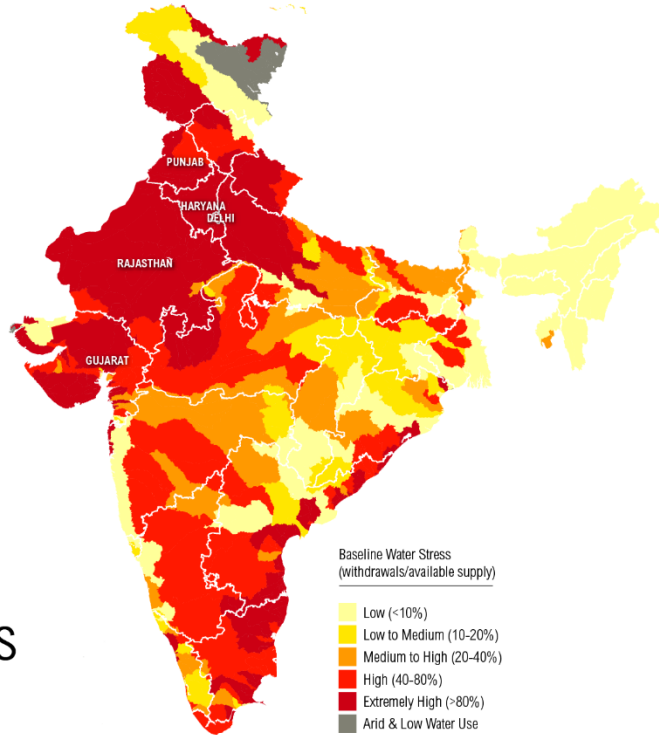 PUNJAB
HARYANA
DELHI
RAJASTHAÑ
GUJARAT
S
Baseline Water Stress
(withdrawals/available supply)
Low (<10%)
Low to Medium (10-20%)
Medium to High (20-40%)
High (40-80%)
Extremely High (>80%)
Arid & Low Water Use